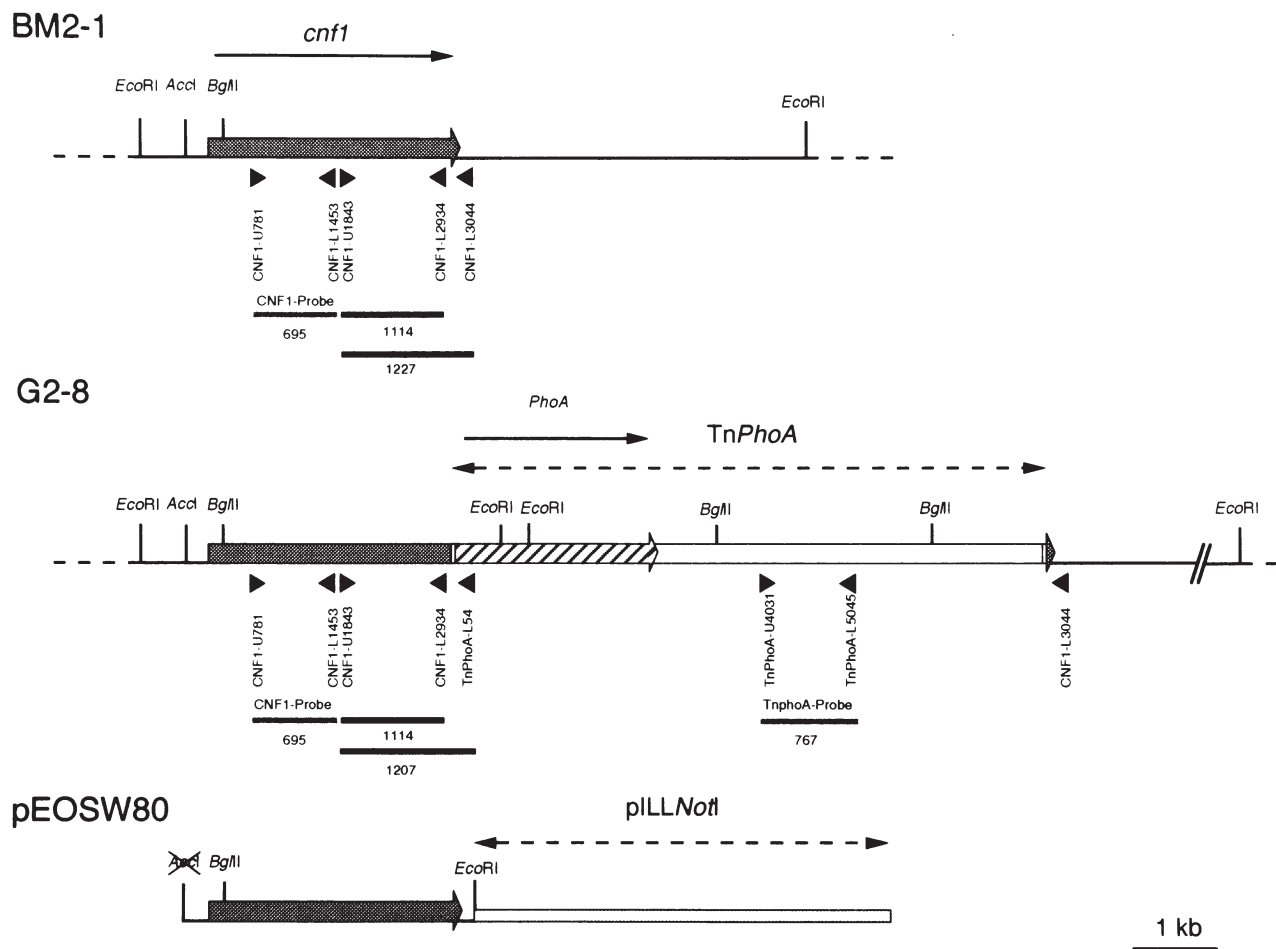 BM2-1
cnf1
EcoRI AccI BglII
EcoRI
CNF1-U781
CNF1-L1453
CNF1-U1843
CNF1-L2934
CNF1-L3044
CNF1-Probe
695
1114
1227
G2-8
PhoA
TnPhoA
EcoRI AccI BglII
EcoRI EcoRI
BglII
BglII
EcoRI
CNF1-U781
CNF1-L1453
CNF1-U1843
CNF1-L2934
TnPhoA-L54
TnPhoA-U4031
TnPhoA-L5045
CNF1-L3044
CNF1-Probe
695
1114
1207
TnphoA-Probe
767
pEOSW80
pILLNotI
AccI BglII
EcoRI
1 kb